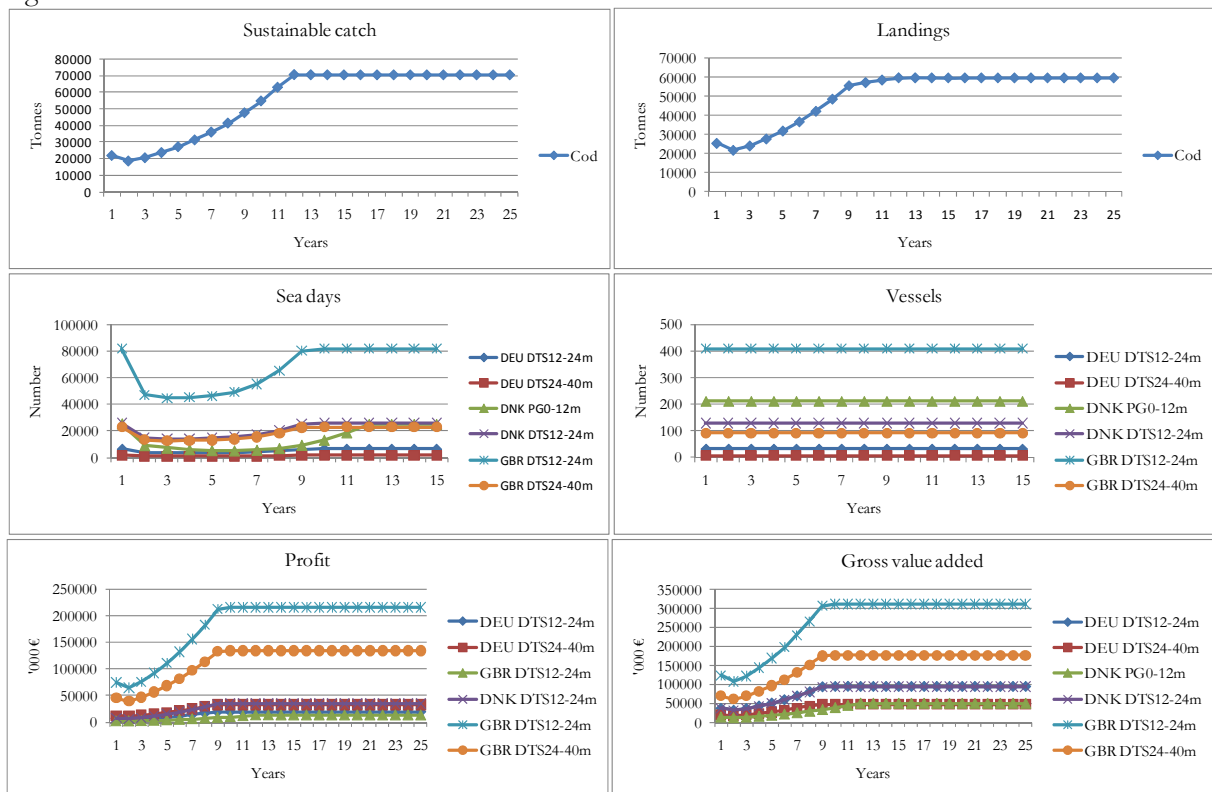 Sustainable catch
80000
70000
60000
50000
40000
30000
20000
10000
0
Tonnes
1 3 5 7 9 11 13 15 17 19 21 23 25
Years
Cod
Landings
70000
60000
50000
40000
30000
20000
10000
0
Tonnes
1 3 5 7 9 11 13 15 17 19 21 23 25
Years
Cod
Sea days
100000
80000
60000
40000
20000
0
Number
1 3 5 7 9 11 13 15
Years
DEU DTS12-24m
DEU DTS24-40m
DNK PG0-12m
DNK DTS12-24m
GBR DTS12-24m
GBR DTS24-40m
Vessels
500
400
300
200
100
0
Number
1 3 5 7 9 11 13 15
Years
DEU DTS12-24m
DEU DTS24-40m
DNK PG0-12m
DNK DTS12-24m
GBR DTS12-24m
GBR DTS24-40m
Profit
250000
200000
150000
100000
50000
0
'000 €
1 3 5 7 9 11 13 15 17 19 21 23 25
Years
DEU DTS12-24m
DEU DTS24-40m
GBR DTS12-24m
DNK DTS12-24m
GBR DTS12-24m
GBR DTS24-40m
Gross value added
350000
300000
250000
200000
150000
100000
50000
0
'000 €
1 3 5 7 9 11 13 15 17 19 21 23 25
Years
DEU DTS12-24m
DEU DTS24-40m
DNK PG0-12m
DNK DTS12-24m
GBR DTS12-24m
GBR DTS24-40m